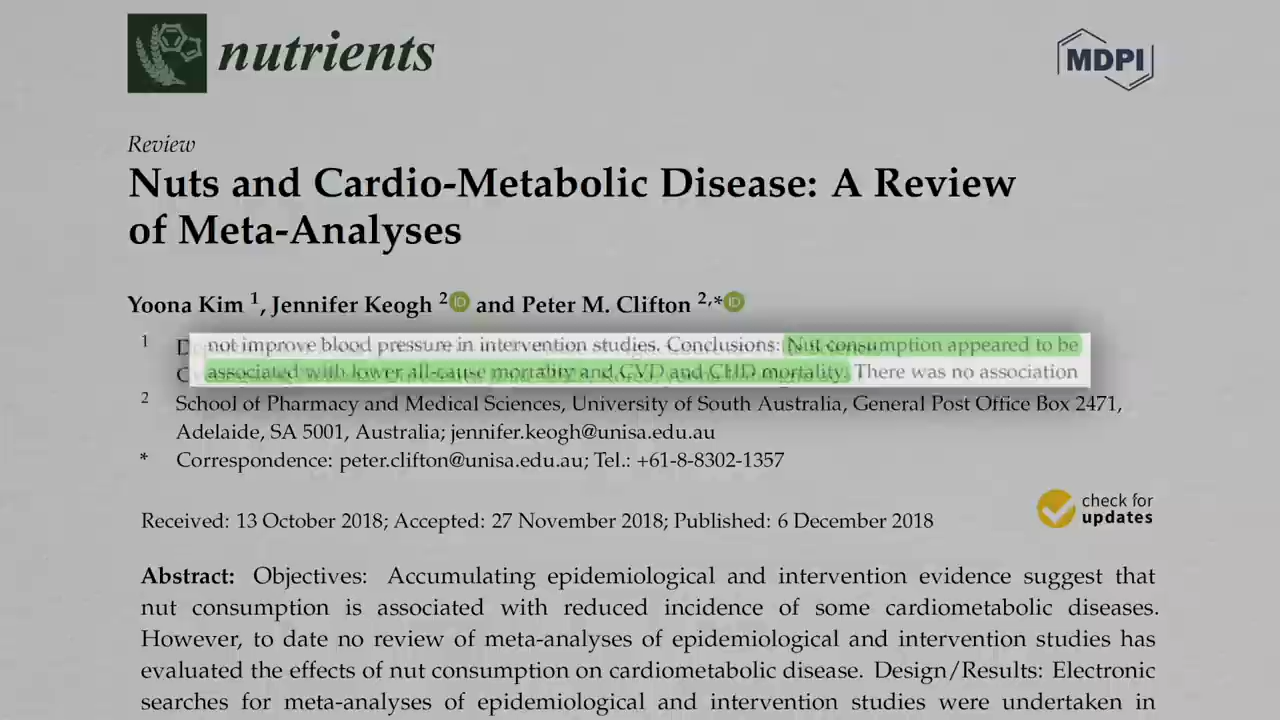 nutrients
MDPI
Review
Nuts and Cardio-Metabolic Disease: A Review
of Meta-Analyses
Yoona Kim 1, Jennifer Keogh 2 iD and Peter M. Clifton 2,* iD
1
not improve blood pressure in intervention studies. Conclusions: Nut consumption appeared to be
associated with lower all-cause mortality and CVD and CHD mortality. There was no association
2 School of Pharmacy and Medical Sciences, University of South Australia, General Post Office Box 2471,
Adelaide, SA 5001, Australia; jennifer.keogh@unisa.edu.au
* Correspondence: peter.clifton@unisa.edu.au; Tel.: +61-8-8302-1357
check for
updates
Received: 13 October 2018; Accepted: 27 November 2018; Published: 6 December 2018
Abstract: Objectives: Accumulating epidemiological and intervention evidence suggest that
nut consumption is associated with reduced incidence of some cardiometabolic diseases.
However, to date no review of meta-analyses of epidemiological and intervention studies has
evaluated the effects of nut consumption on cardiometabolic disease. Design/Results: Electronic
searches for meta-analyses of epidemiological and intervention studies were undertaken in